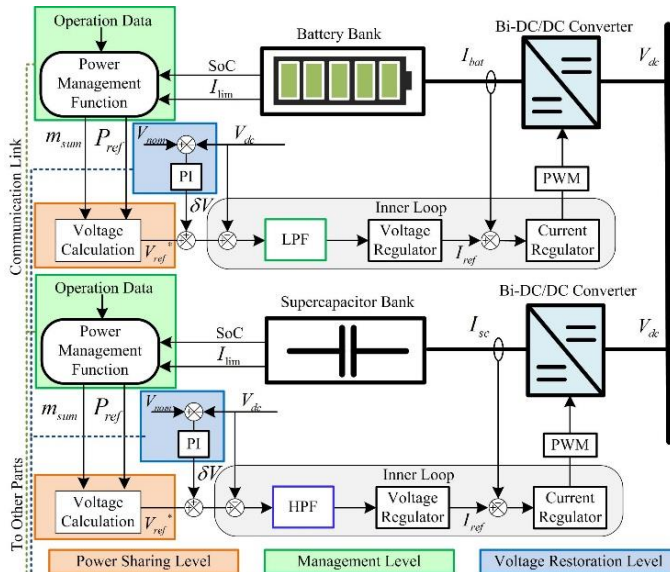 Operation Data
Battery Bank
Bi-DC/DC Converter
Power
Management
Function
SoC
I_lim
I_bat
V_dc
m_sum
P_ref
V_nom
V_dc
PI
δV
PWM
Inner Loop
Voltage
Calculation
V_ref*
LPF
Voltage
Regulator
I_ref
Current
Regulator
Communication Link
Operation Data
Supercapacitor Bank
Bi-DC/DC Converter
Power
Management
Function
SoC
I_lim
I_sc
V_dc
m_sum
P_ref
V_nom
V_dc
PI
δV
PWM
Inner Loop
Voltage
Calculation
V_ref*
HPF
Voltage
Regulator
I_ref
Current
Regulator
To Other Parts
Power Sharing Level
Management Level
Voltage Restoration Level